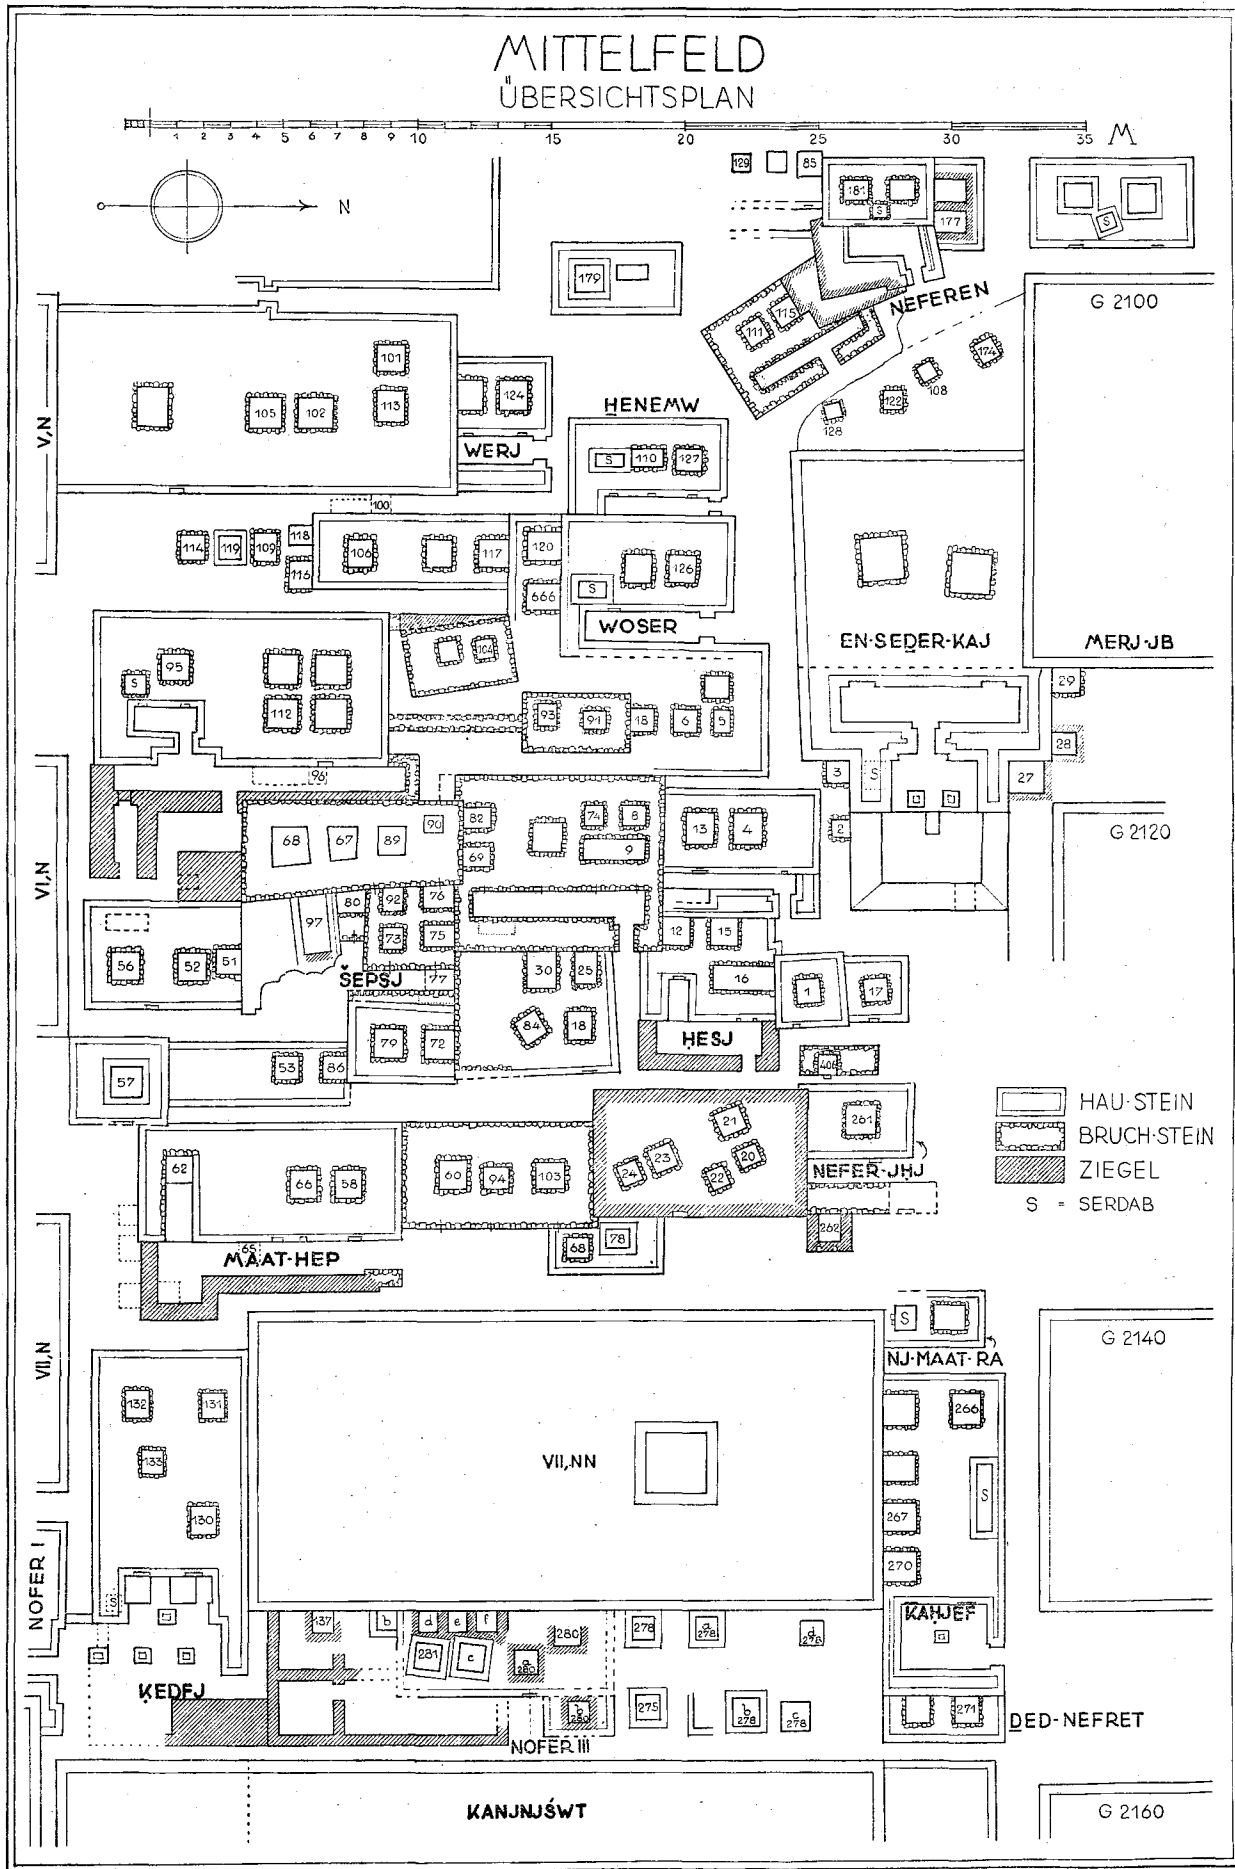 MITTELFELD
ÜBERSICHTSPLAN
1 2 3 4 5 6 7 8 9 10 15 20 25 30 35 M
N
129 85 181 S 177 S
179
NEFEREN
G 2100
115
111
174
108
122
128
V,N
101
105 102 113 124
WERJ
HENEMW
S 110 127
100
114 119 109 118 116 106 117 120 126
666 S
WOSER
EN-SEDER-KAJ
MERJ-JB
95 S 112 104
29
93 91 18 6 5
28
96
3 S 27
VI,N
68 67 89 90 82 74 8 13 4 2
G 2120
69 9
80 92 76
97 73 75 12 15
56 52 51
ŠEPSJ
77 30 25 16 1 17
79 72 84 18
HESJ
406
57 53 86
HAU-STEIN
BRUCH-STEIN
ZIEGEL
S = SERDAB
21 261
62 66 58 60 94 103 24 23 22 20
NEFER-JHJ
262
65
MAAT-HEP
68 78
VII,N
S
NJ-MAAT-RA
G 2140
132 131 266
133
VII,NN
S
130 267
270
NOFER I
S
KAHJEF
137 b d e f 280 278 a 278 d 278
281 c a 280
ĶEDFJ
b 280 275 b 278 c 278 271
DED-NEFRET
NOFER III
KANJNJŚWT
G 2160